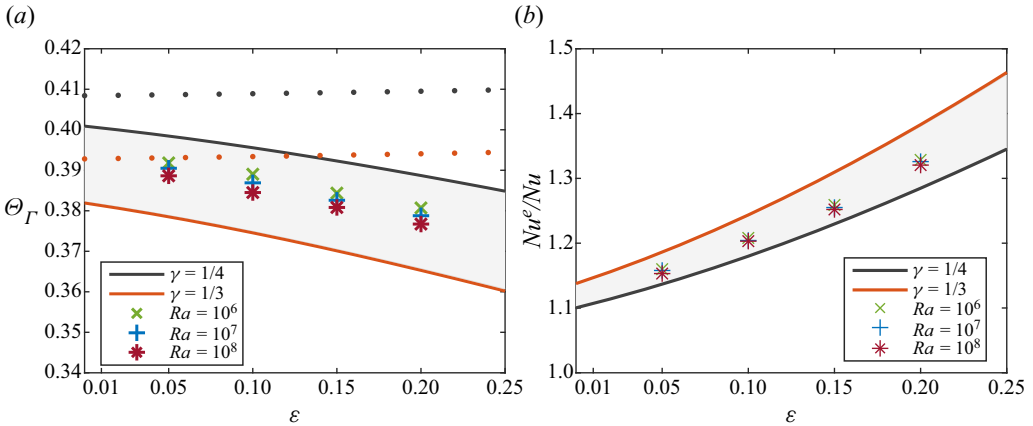 (a)
0.42
0.41
0.40
0.39
0.38
0.37
0.36
0.35
0.34
Θ_Γ
γ = 1/4
γ = 1/3
Ra = 10^6
Ra = 10^7
Ra = 10^8
0.01 0.05 0.10 0.15 0.20 0.25
ε
(b)
1.5
1.4
1.3
1.2
1.1
1.0
Nu^e/Nu
γ = 1/4
γ = 1/3
Ra = 10^6
Ra = 10^7
Ra = 10^8
0.01 0.05 0.10 0.15 0.20 0.25
ε